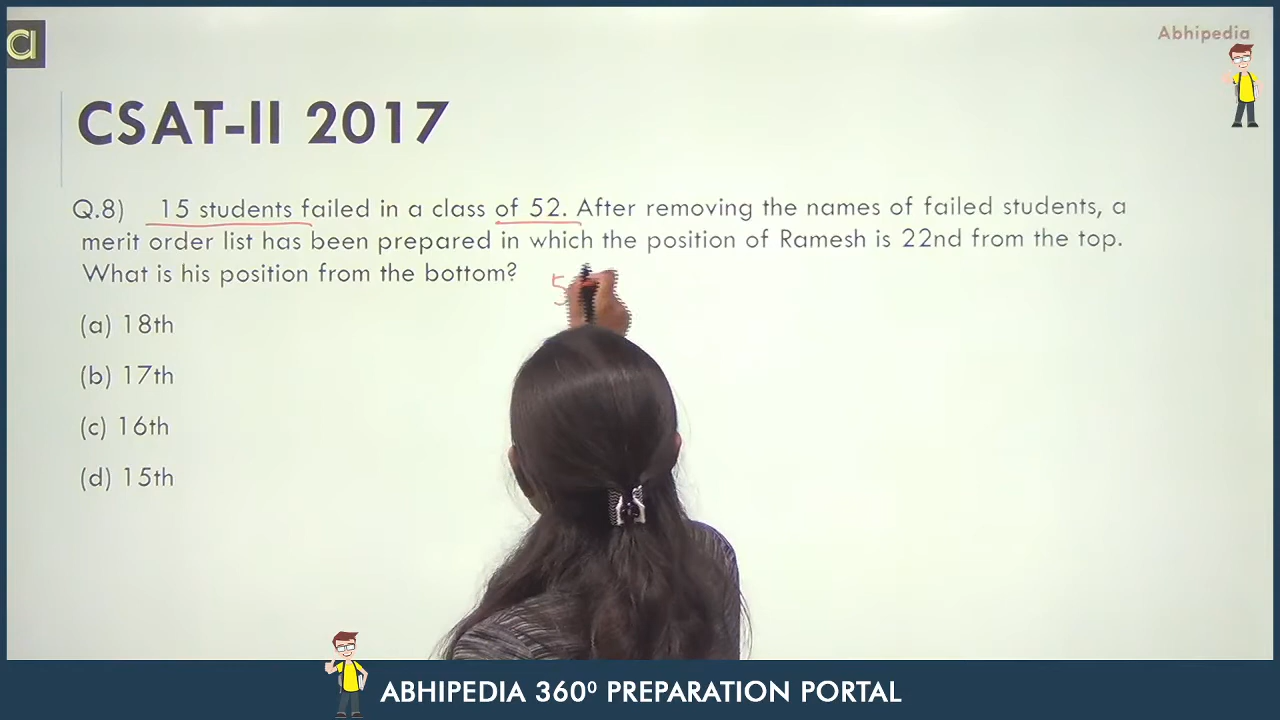 a
Abhipedia
CSAT-II 2017
Q.8) 15 students failed in a class of 52. After removing the names of failed students, a
merit order list has been prepared in which the position of Ramesh is 22nd from the top.
What is his position from the bottom?
5
(a) 18th
(b) 17th
(c) 16th
(d) 15th
ABHIPEDIA 360⁰ PREPARATION PORTAL